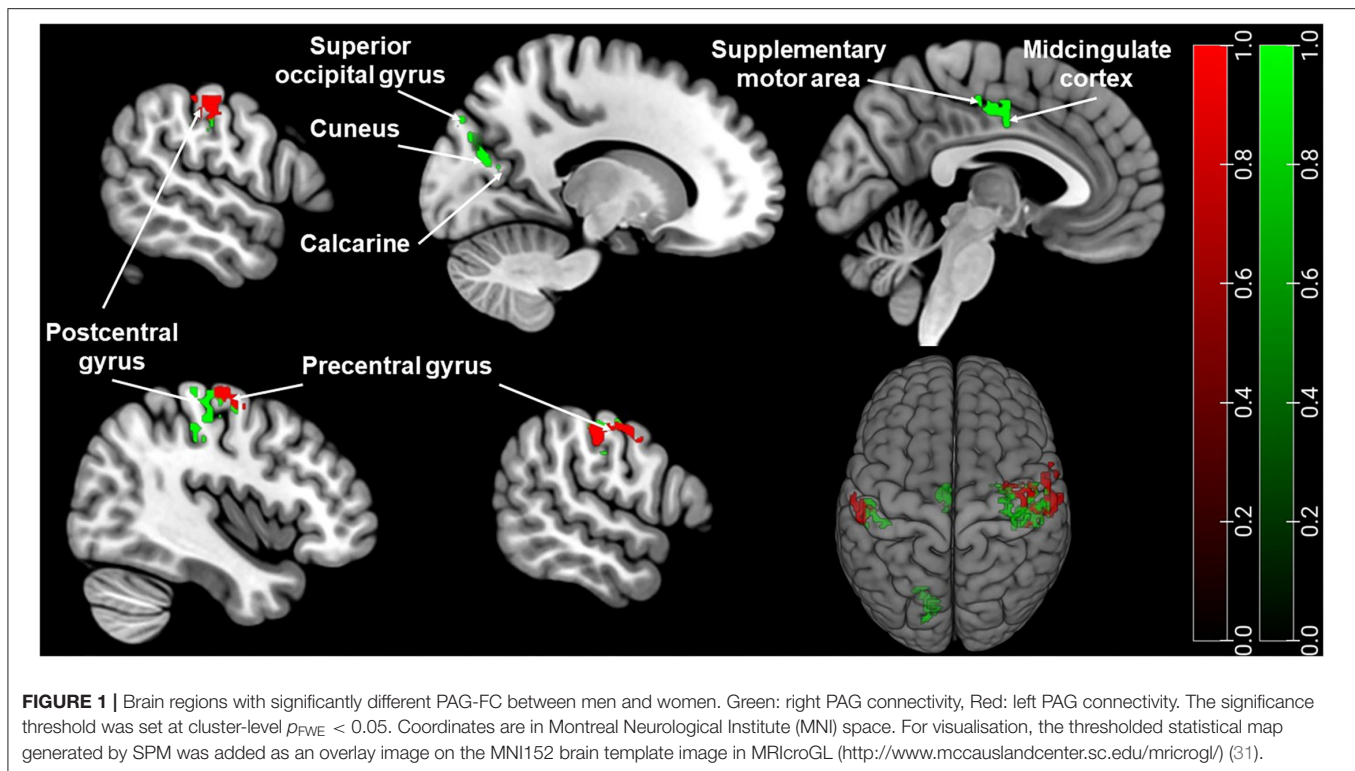 Superior
occipital gyrus
Cuneus
Calcarine
Supplementary
motor area
Midcingulate
cortex
Postcentral
gyrus
Precentral gyrus
0.0
0.2
0.4
0.6
0.8
1.0
0.0
0.2
0.4
0.6
0.8
1.0
FIGURE 1 | Brain regions with significantly different PAG-FC between men and women. Green: right PAG connectivity, Red: left PAG connectivity. The significance
threshold was set at cluster-level pFWE < 0.05. Coordinates are in Montreal Neurological Institute (MNI) space. For visualisation, the thresholded statistical map
generated by SPM was added as an overlay image on the MNI152 brain template image in MRIcroGL (http://www.mccauslandcenter.sc.edu/mricrogl/) (31).